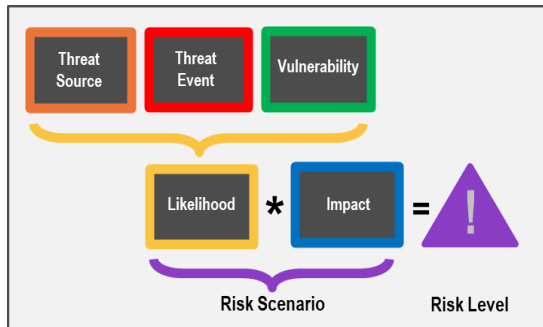 Threat
Source
Threat
Event
Vulnerability
Likelihood
*
Impact
=
!
Risk Scenario
Risk Level